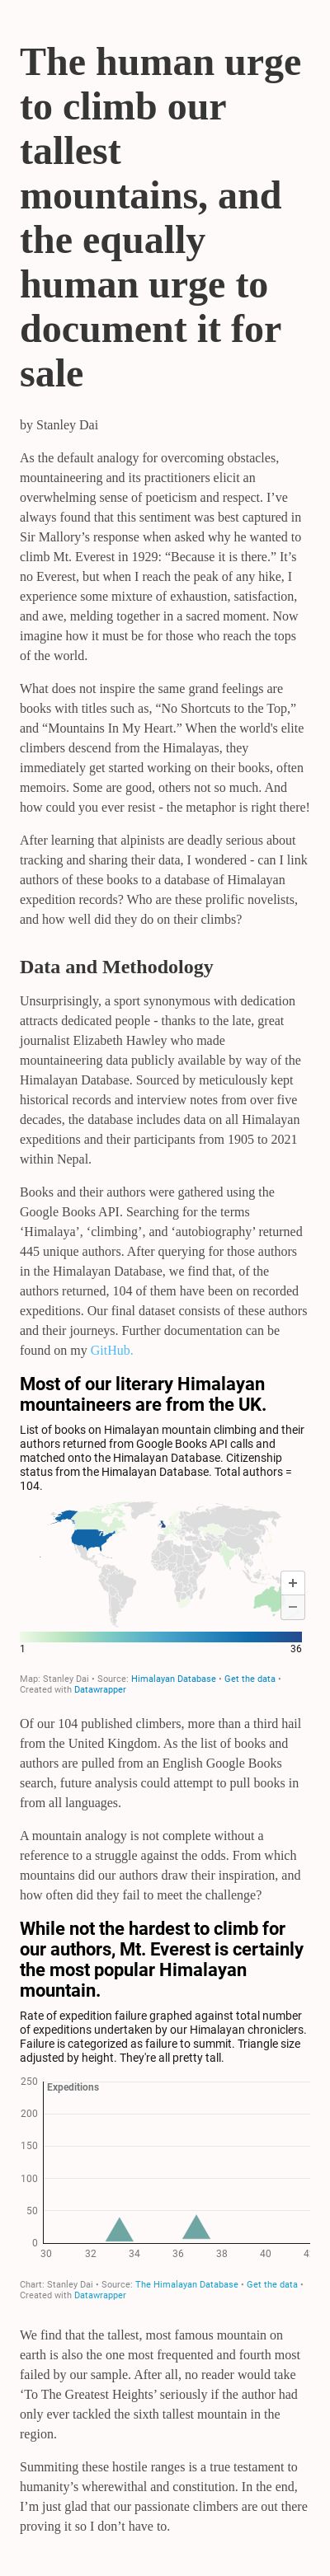 The human urge
to climb our
tallest
mountains, and
the equally
human urge to
document it for
sale
by Stanley Dai
As the default analogy for overcoming obstacles,
mountaineering and its practitioners elicit an
overwhelming sense of poeticism and respect. I’ve
always found that this sentiment was best captured in
Sir Mallory’s response when asked why he wanted to
climb Mt. Everest in 1929: “Because it is there.” It’s
no Everest, but when I reach the peak of any hike, I
experience some mixture of exhaustion, satisfaction,
and awe, melding together in a sacred moment. Now
imagine how it must be for those who reach the tops
of the world.
What does not inspire the same grand feelings are
books with titles such as, “No Shortcuts to the Top,”
and “Mountains In My Heart.” When the world's elite
climbers descend from the Himalayas, they
immediately get started working on their books, often
memoirs. Some are good, others not so much. And
how could you ever resist - the metaphor is right there!
After learning that alpinists are deadly serious about
tracking and sharing their data, I wondered - can I link
authors of these books to a database of Himalayan
expedition records? Who are these prolific novelists,
and how well did they do on their climbs?
Data and Methodology
Unsurprisingly, a sport synonymous with dedication
attracts dedicated people - thanks to the late, great
journalist Elizabeth Hawley who made
mountaineering data publicly available by way of the
Himalayan Database. Sourced by meticulously kept
historical records and interview notes from over five
decades, the database includes data on all Himalayan
expeditions and their participants from 1905 to 2021
within Nepal.
Books and their authors were gathered using the
Google Books API. Searching for the terms
‘Himalaya’, ‘climbing’, and ‘autobiography’ returned
445 unique authors. After querying for those authors
in the Himalayan Database, we find that, of the
authors returned, 104 of them have been on recorded
expeditions. Our final dataset consists of these authors
and their journeys. Further documentation can be
found on my GitHub.
Most of our literary Himalayan
mountaineers are from the UK.
List of books on Himalayan mountain climbing and their
authors returned from Google Books API calls and
matched onto the Himalayan Database. Citizenship
status from the Himalayan Database. Total authors =
104.
+
−
1 36
Map: Stanley Dai • Source: Himalayan Database • Get the data •
Created with Datawrapper
Of our 104 published climbers, more than a third hail
from the United Kingdom. As the list of books and
authors are pulled from an English Google Books
search, future analysis could attempt to pull books in
from all languages.
A mountain analogy is not complete without a
reference to a struggle against the odds. From which
mountains did our authors draw their inspiration, and
how often did they fail to meet the challenge?
While not the hardest to climb for
our authors, Mt. Everest is certainly
the most popular Himalayan
mountain.
Rate of expedition failure graphed against total number
of expeditions undertaken by our Himalayan chroniclers.
Failure is categorized as failure to summit. Triangle size
adjusted by height. They're all pretty tall.
250 Expeditions
200
150
100
50
0
30 32 34 36 38 40
Chart: Stanley Dai • Source: The Himalayan Database • Get the data •
Created with Datawrapper
We find that the tallest, most famous mountain on
earth is also the one most frequented and fourth most
failed by our sample. After all, no reader would take
‘To The Greatest Heights’ seriously if the author had
only ever tackled the sixth tallest mountain in the
region.
Summiting these hostile ranges is a true testament to
humanity’s wherewithal and constitution. In the end,
I’m just glad that our passionate climbers are out there
proving it so I don’t have to.